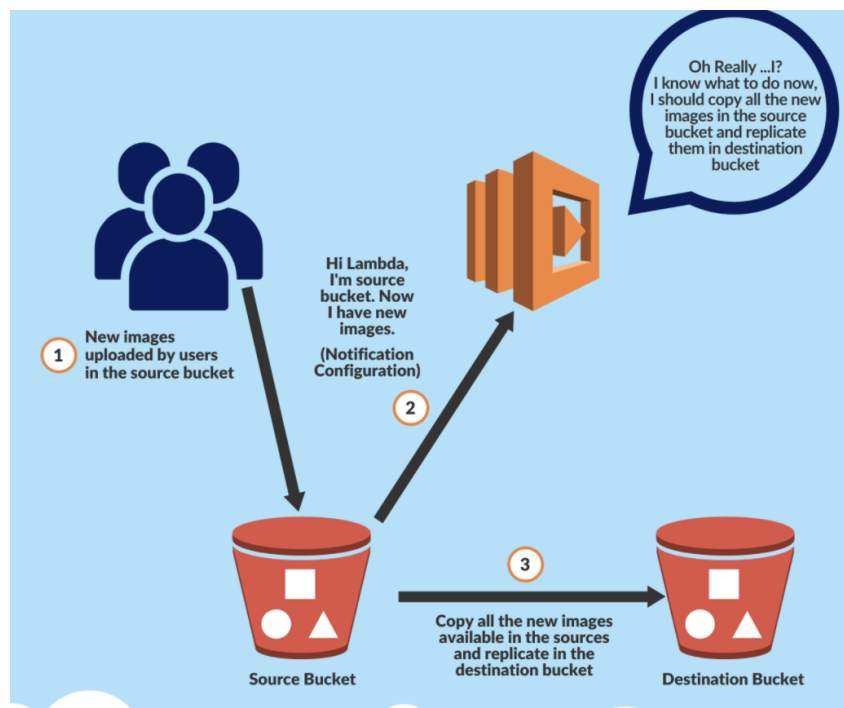 Oh Really ...!?
I know what to do now,
I should copy all the new
images in the source
bucket and replicate
them in destination
bucket
Hi Lambda,
I'm source
bucket. Now
I have new
images.
(Notification
Configuration)
1
New images
uploaded by users
in the source bucket
2
3
Copy all the new images
available in the sources
and replicate in the
destination bucket
Source Bucket
Destination Bucket